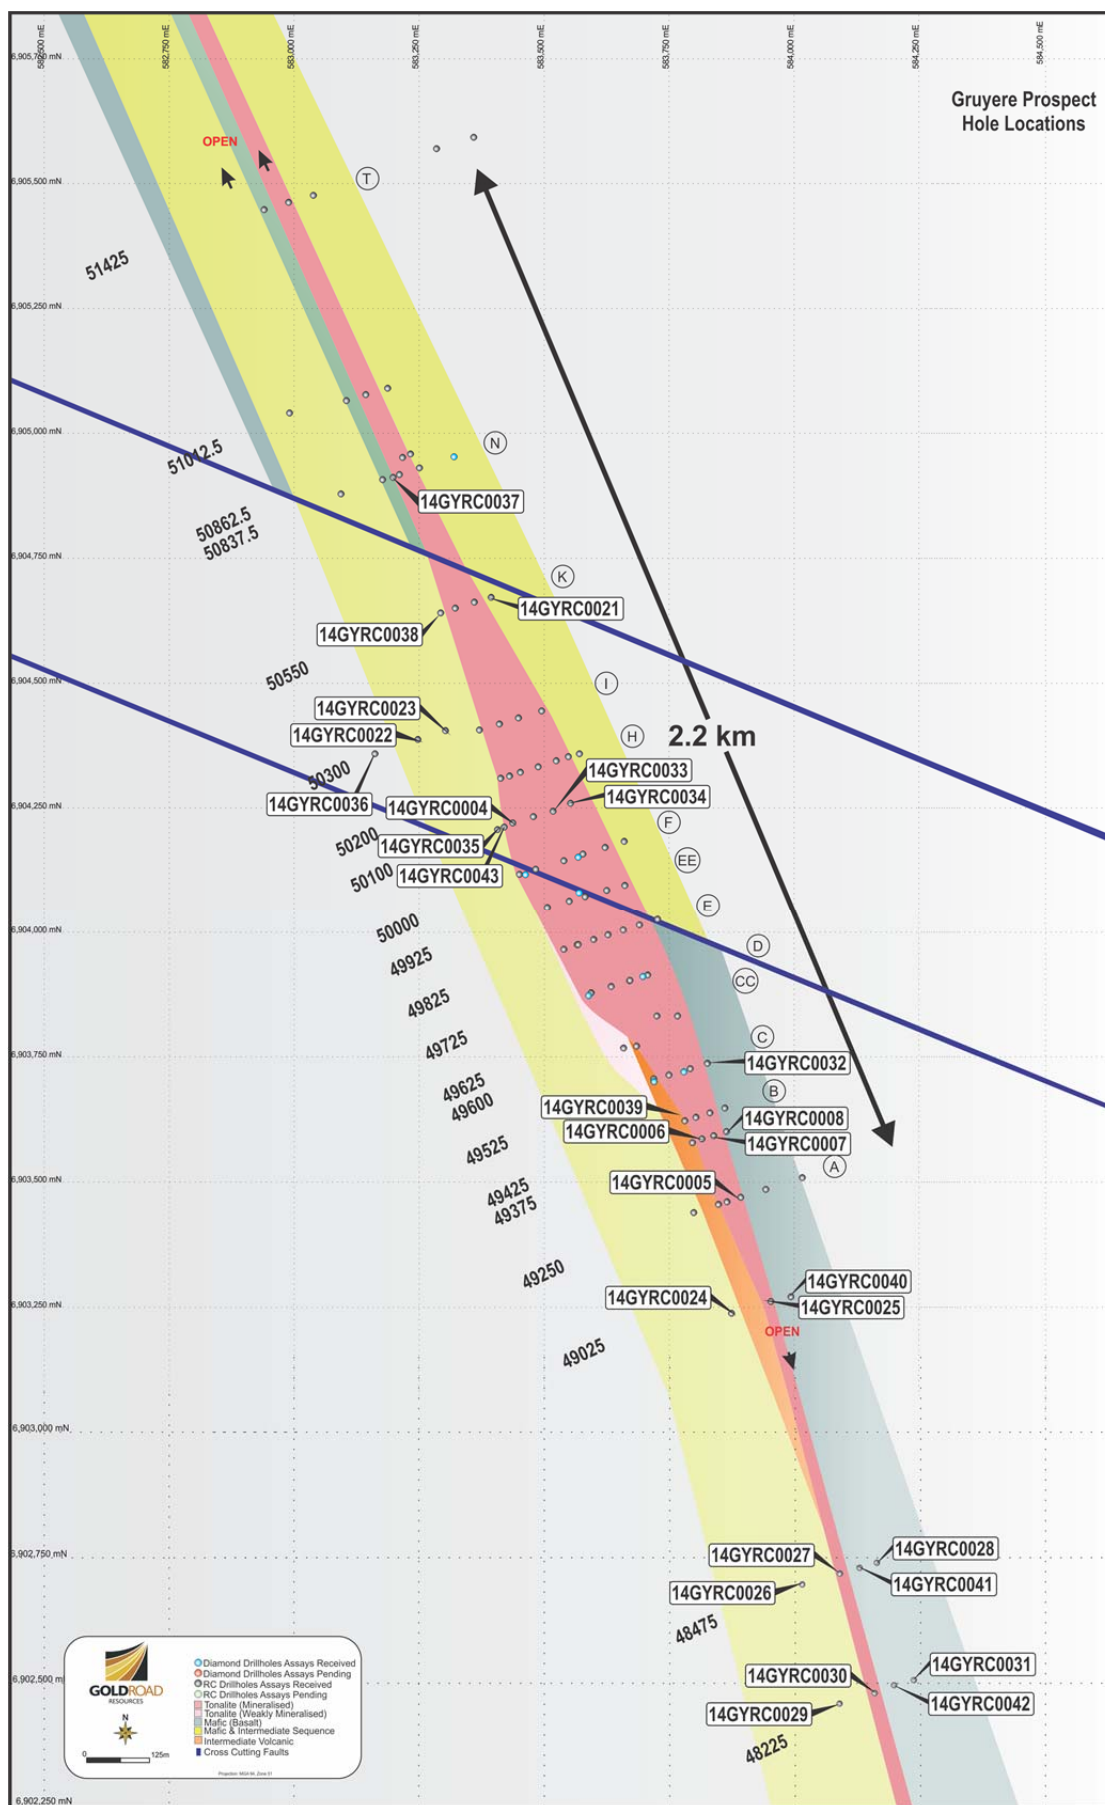 582,500 mE
582,750 mE
583,000 mE
583,250 mE
583,500 mE
583,750 mE
584,000 mE
584,250 mE
584,500 mE
6,905,750 mN
Gruyere Prospect
Hole Locations
OPEN
T
6,905,500 mN
51425
6,905,250 mN
6,905,000 mN
N
51012.5
14GYRC0037
50862.5
50837.5
6,904,750 mN
K
14GYRC0021
14GYRC0038
50550
6,904,500 mN
I
14GYRC0023
14GYRC0022
H
2.2 km
50300
14GYRC0033
14GYRC0036
14GYRC0004
14GYRC0034
6,904,250 mN
F
50200
14GYRC0035
14GYRC0043
EE
50100
E
50000
6,904,000 mN
D
49925
CC
49825
C
49725
6,903,750 mN
14GYRC0032
49625
B
49600
14GYRC0039
14GYRC0008
14GYRC0006
14GYRC0007
49525
A
6,903,500 mN
14GYRC0005
49425
49375
49250
14GYRC0040
14GYRC0024
14GYRC0025
6,903,250 mN
OPEN
49025
6,903,000 mN
6,902,750 mN
14GYRC0027
14GYRC0028
14GYRC0041
14GYRC0026
48475
14GYRC0030
14GYRC0031
14GYRC0029
14GYRC0042
48225
6,902,500 m
GOLDROAD
RESOURCES
N
0
125m
Diamond Drillholes Assays Received
Diamond Drillholes Assays Pending
RC Drillholes Assays Received
RC Drillholes Assays Pending
Tonalite (Mineralised)
Tonalite (Weakly Mineralised)
Mafic (Basalt)
Mafic & Intermediate Sequence
Intermediate Volcanic
Cross Cutting Faults
Projection: MGA 94, Zone 51
6,902,250 mN